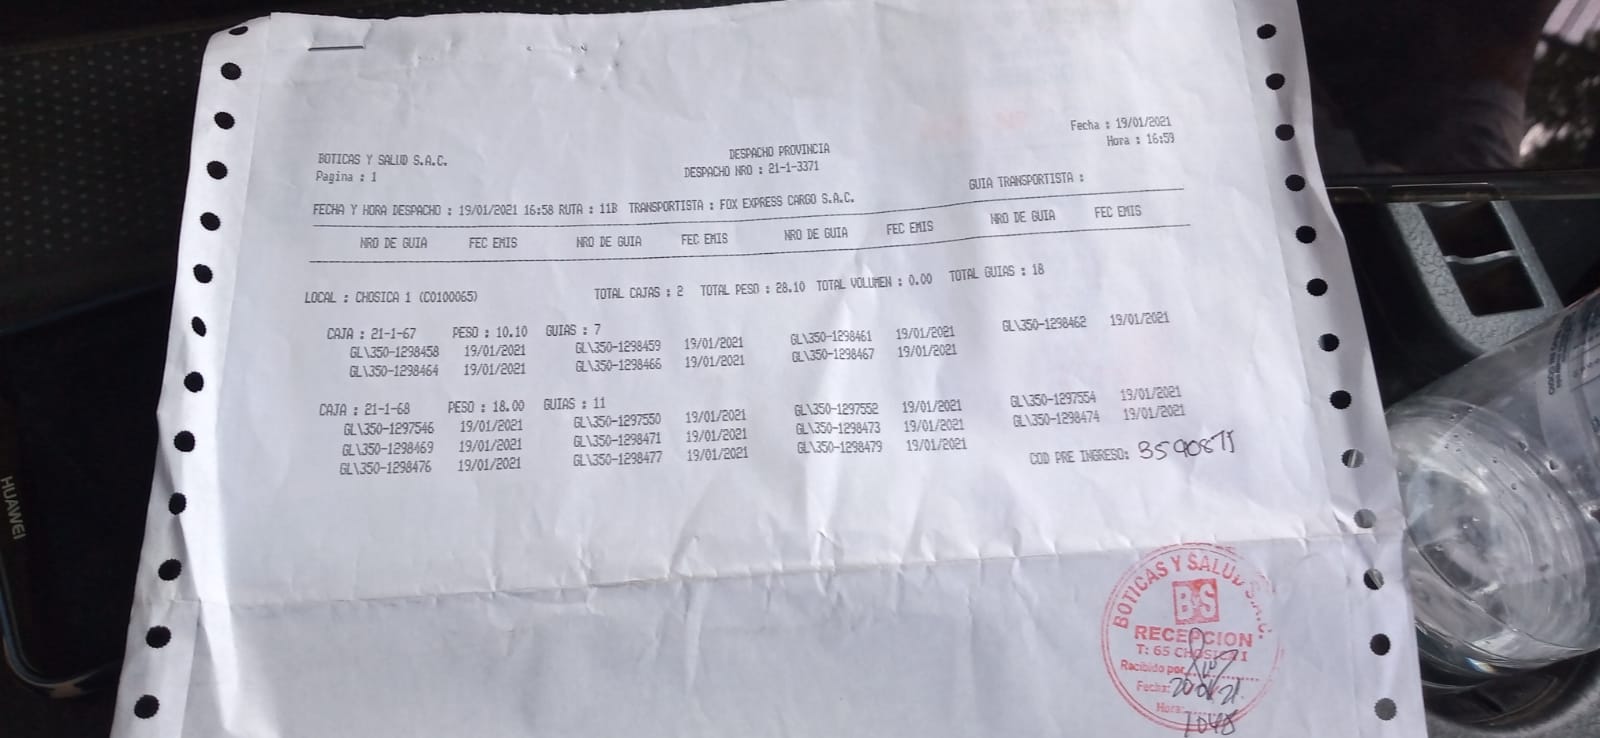 Fecha : 19/01/2021
Hora : 16:59
BOTICAS Y SALUD S.A.C.
DESPACHO PROVINCIA
Pagina : 1
DESPACHO NRO : 21-1-3371
GUIA TRANSPORTISTA :
FECHA Y HORA DESPACHO : 19/01/2021 16:58 RUTA : 11B TRANSPORTISTA : FOX EXPRESS CARGO S.A.C.
NRO DE GUIA FEC EMIS NRO DE GUIA FEC EMIS NRO DE GUIA FEC EMIS NRO DE GUIA FEC EMIS
LOCAL : CHOSICA 1 (C0100065) TOTAL CAJAS : 2 TOTAL PESO : 28.10 TOTAL VOLUMEN : 0.00 TOTAL GUIAS : 18
CAJA : 21-1-67 PESO : 10.10 GUIAS : 7
GL\350-1298458 19/01/2021 GL\350-1298459 19/01/2021 GL\350-1298461 19/01/2021 GL\350-1298462 19/01/2021
GL\350-1298464 19/01/2021 GL\350-1298466 19/01/2021 GL\350-1298467 19/01/2021
CAJA : 21-1-68 PESO : 18.00 GUIAS : 11
GL\350-1297546 19/01/2021 GL\350-1297550 19/01/2021 GL\350-1297552 19/01/2021 GL\350-1297554 19/01/2021
GL\350-1298469 19/01/2021 GL\350-1298471 19/01/2021 GL\350-1298473 19/01/2021 GL\350-1298474 19/01/2021
GL\350-1298476 19/01/2021 GL\350-1298477 19/01/2021 GL\350-1298479 19/01/2021
COD PRE INGRESO:
BOTICAS Y SALUD S.A.C.
B&S
RECEPCION
T: 65 CHOSICA 1
Recibido por
Fecha:
Hora:
HUAWEI